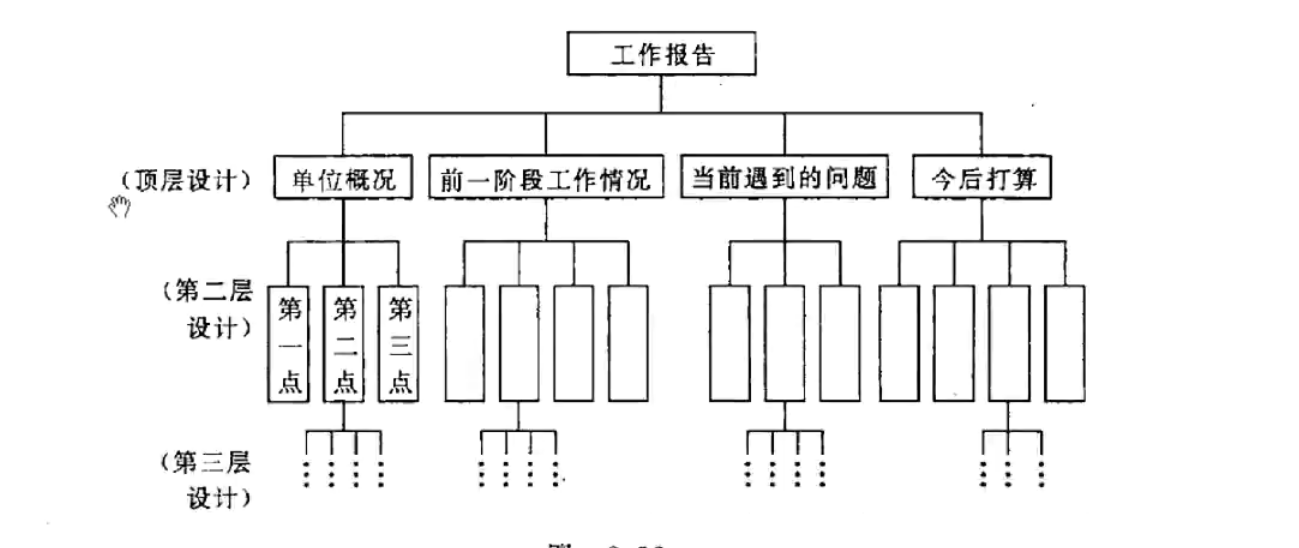 工作报告
(顶层设计) 单位概况 前一阶段工作情况 当前遇到的问题 今后打算
(第二层
设计)
第一点 第二点 第三点
(第三层
设计)